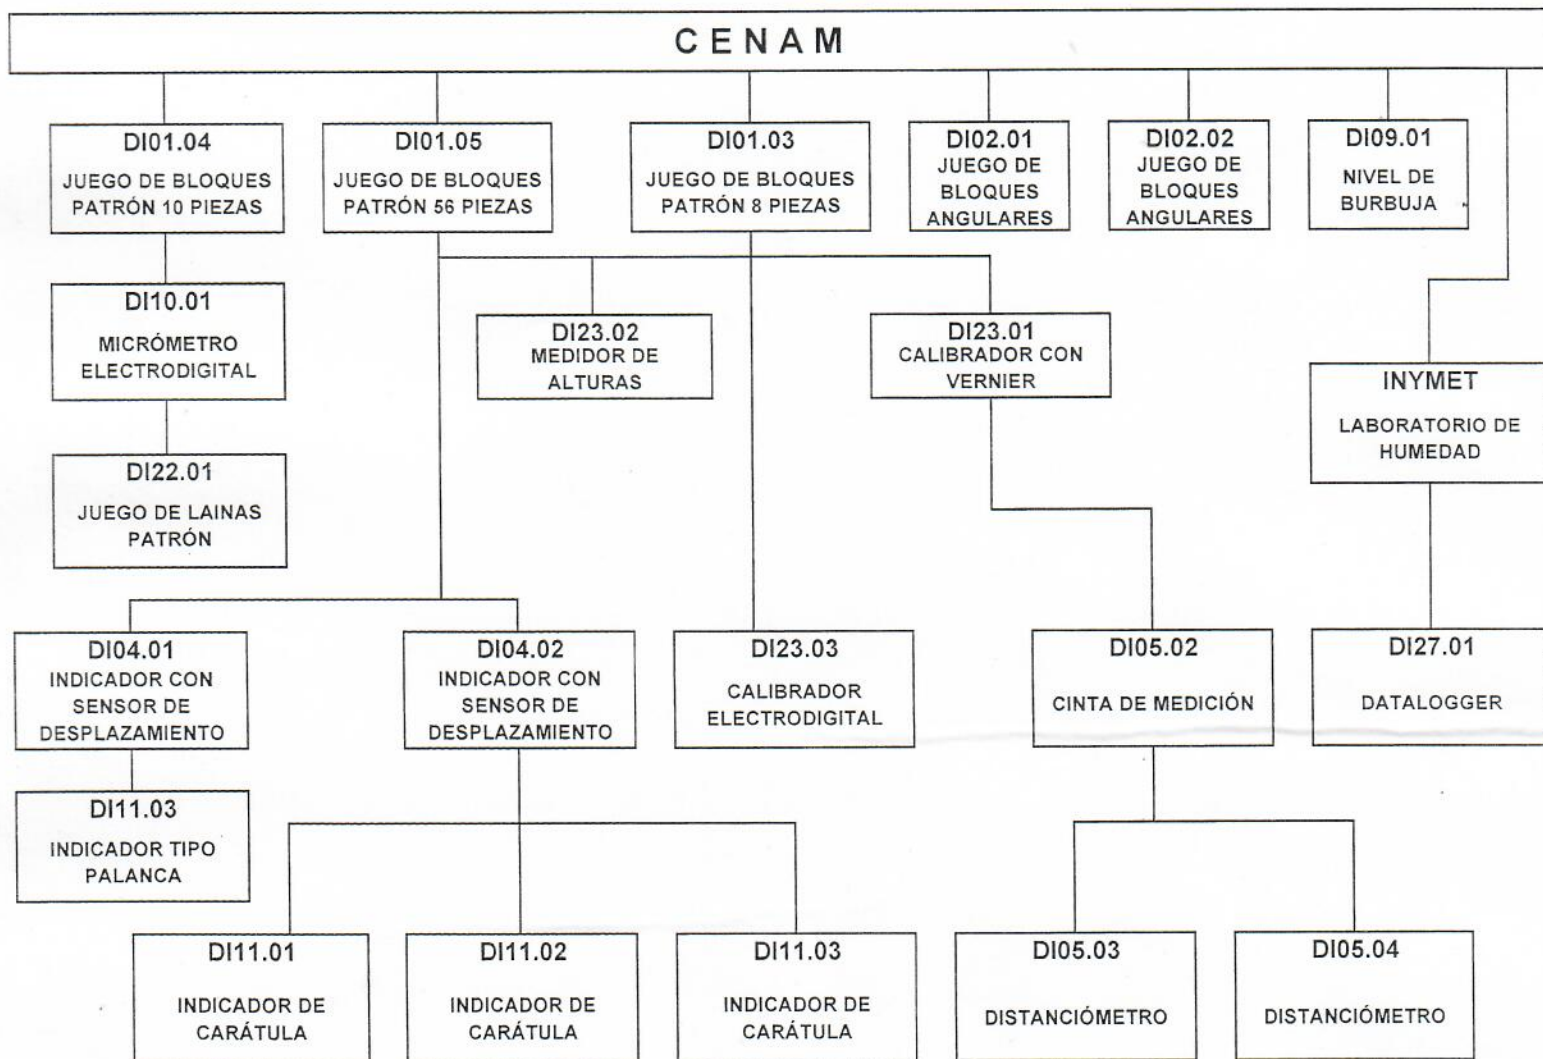 CENAM
DI01.04
JUEGO DE BLOQUES
PATRÓN 10 PIEZAS
DI01.05
JUEGO DE BLOQUES
PATRÓN 56 PIEZAS
DI01.03
JUEGO DE BLOQUES
PATRÓN 8 PIEZAS
DI02.01
JUEGO DE
BLOQUES
ANGULARES
DI02.02
JUEGO DE
BLOQUES
ANGULARES
DI09.01
NIVEL DE
BURBUJA
DI10.01
MICRÓMETRO
ELECTRODIGITAL
DI23.02
MEDIDOR DE
ALTURAS
DI23.01
CALIBRADOR CON
VERNIER
INYMET
LABORATORIO DE
HUMEDAD
DI22.01
JUEGO DE LAINAS
PATRÓN
DI04.01
INDICADOR CON
SENSOR DE
DESPLAZAMIENTO
DI04.02
INDICADOR CON
SENSOR DE
DESPLAZAMIENTO
DI23.03
CALIBRADOR
ELECTRODIGITAL
DI05.02
CINTA DE MEDICIÓN
DI27.01
DATALOGGER
DI11.03
INDICADOR TIPO
PALANCA
DI11.01
INDICADOR DE
CARÁTULA
DI11.02
INDICADOR DE
CARÁTULA
DI11.03
INDICADOR DE
CARÁTULA
DI05.03
DISTANCIÓMETRO
DI05.04
DISTANCIÓMETRO